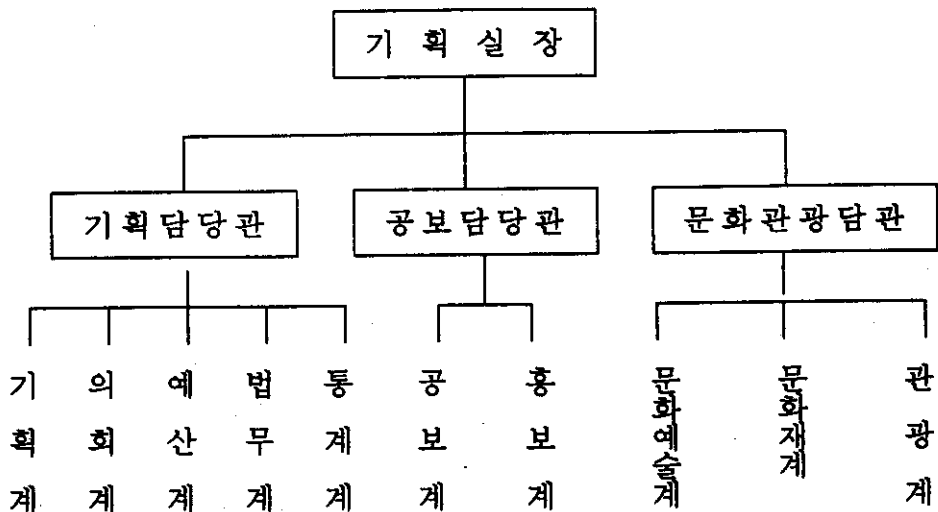 기획실장
기획담당관
공보담당관
문화관광담관
기획계
의회계
예산계
법무계
통계계
공보계
홍보계
문화예술계
문화재계
관광계